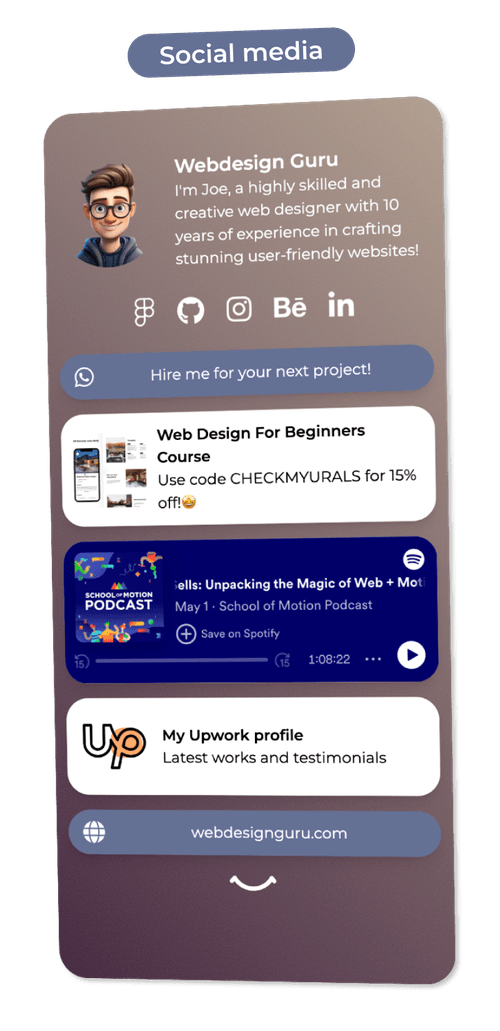 Social media
Webdesign Guru
I'm Joe, a highly skilled and
creative web designer with 10
years of experience in crafting
stunning user-friendly websites!
Bē
in
Hire me for your next project!
Web Design For Beginners
Course
Use code CHECKMYURALS for 15%
off!🤩
SCHOOL OF MOTION
PODCAST
ells: Unpacking the Magic of Web + Moti
May 1 · School of Motion Podcast
Save on Spotify
15
15
1:08:22
Up
My Upwork profile
Latest works and testimonials
webdesignguru.com